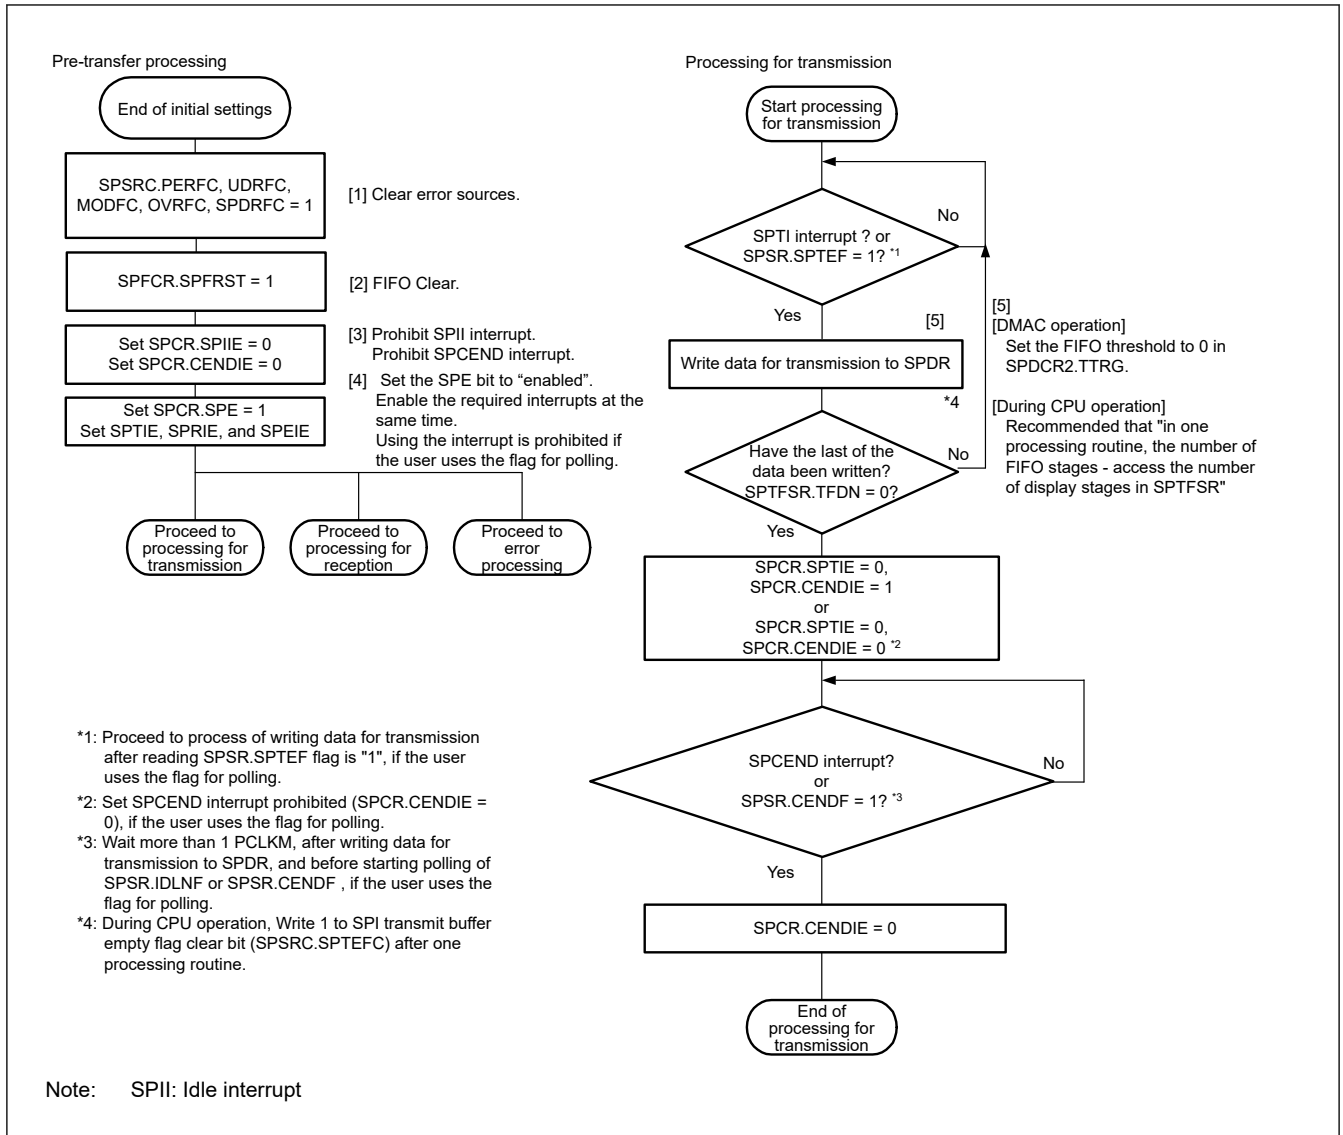 Pre-transfer processing
End of initial settings
SPSRC.PERFC, UDRFC,
MODFC, OVRFC, SPDRFC = 1
[1] Clear error sources.
SPFCR.SPFRST = 1
[2] FIFO Clear.
Set SPCR.SPIIE = 0
Set SPCR.CENDIE = 0
[3] Prohibit SPII interrupt.
Prohibit SPCEND interrupt.
Set SPCR.SPE = 1
Set SPTIE, SPRIE, and SPEIE
[4] Set the SPE bit to “enabled”.
Enable the required interrupts at the
same time.
Using the interrupt is prohibited if
the user uses the flag for polling.
Proceed to
processing for
transmission
Proceed to
processing for
reception
Proceed to
error
processing
Processing for transmission
Start processing
for transmission
SPTI interrupt ? or
SPSR.SPTEF = 1? *1
No
Yes
[5]
Write data for transmission to SPDR
*4
[5]
[DMAC operation]
Set the FIFO threshold to 0 in
SPDCR2.TTRG.
[During CPU operation]
Recommended that "in one
processing routine, the number of
FIFO stages - access the number
of display stages in SPTFSR"
Have the last of the
data been written?
SPTFSR.TFDN = 0?
No
Yes
SPCR.SPTIE = 0,
SPCR.CENDIE = 1
or
SPCR.SPTIE = 0,
SPCR.CENDIE = 0 *2
SPCEND interrupt?
or
SPSR.CENDF = 1? *3
No
Yes
SPCR.CENDIE = 0
End of
processing for
transmission
*1: Proceed to process of writing data for transmission
after reading SPSR.SPTEF flag is "1", if the user
uses the flag for polling.
*2: Set SPCEND interrupt prohibited (SPCR.CENDIE =
0), if the user uses the flag for polling.
*3: Wait more than 1 PCLKM, after writing data for
transmission to SPDR, and before starting polling of
SPSR.IDLNF or SPSR.CENDF , if the user uses the
flag for polling.
*4: During CPU operation, Write 1 to SPI transmit buffer
empty flag clear bit (SPSRC.SPTEFC) after one
processing routine.
Note: SPII: Idle interrupt